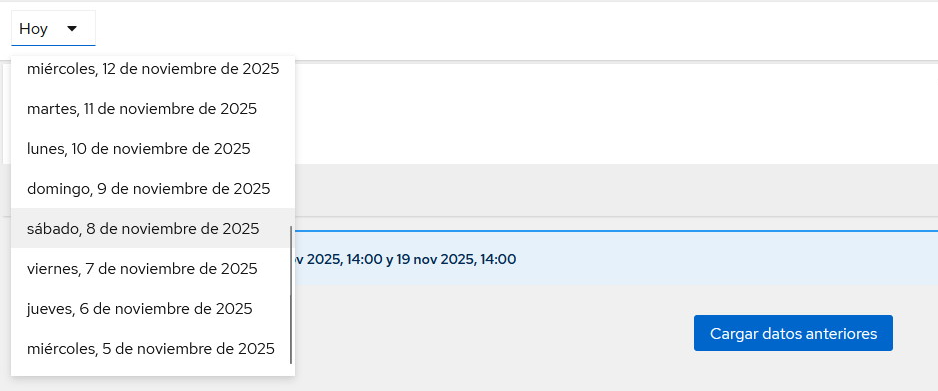 Hoy
miércoles, 12 de noviembre de 2025
martes, 11 de noviembre de 2025
lunes, 10 de noviembre de 2025
domingo, 9 de noviembre de 2025
sábado, 8 de noviembre de 2025
viernes, 7 de noviembre de 2025
jueves, 6 de noviembre de 2025
miércoles, 5 de noviembre de 2025
2025, 14:00 y 19 nov 2025, 14:00
Cargar datos anteriores